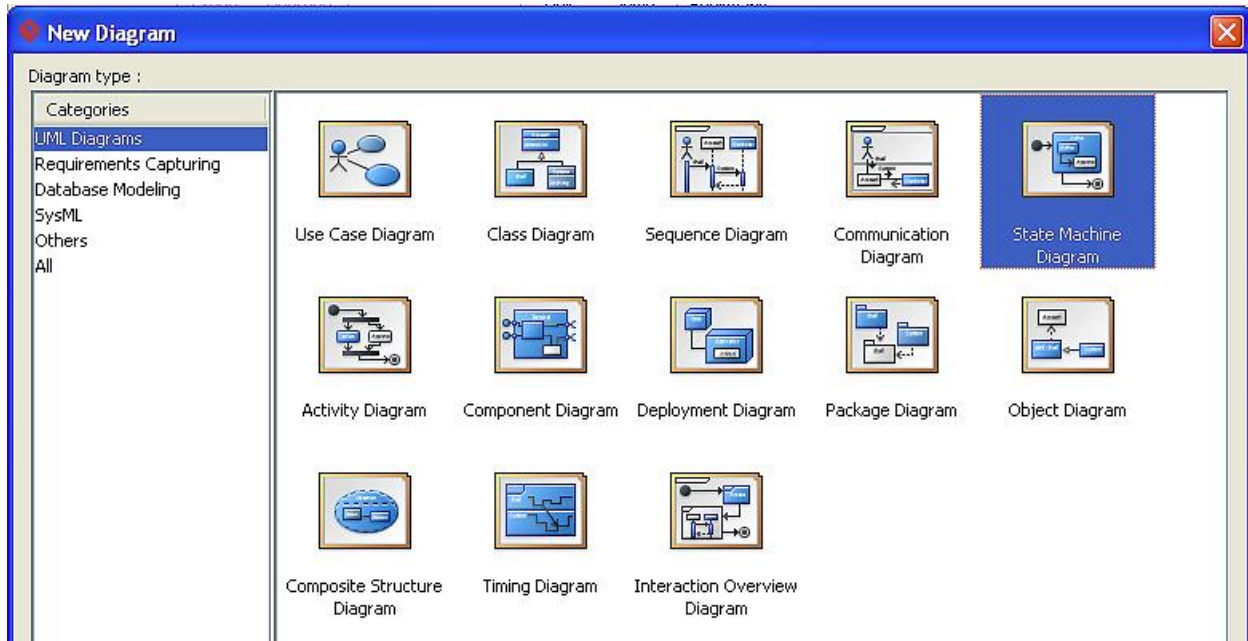 New Diagram
Diagram type :
Categories
UML Diagrams
Requirements Capturing
Database Modeling
SysML
Others
All
Use Case Diagram
Class Diagram
Sequence Diagram
Communication
Diagram
State Machine
Diagram
Activity Diagram
Component Diagram
Deployment Diagram
Package Diagram
Object Diagram
Composite Structure
Diagram
Timing Diagram
Interaction Overview
Diagram